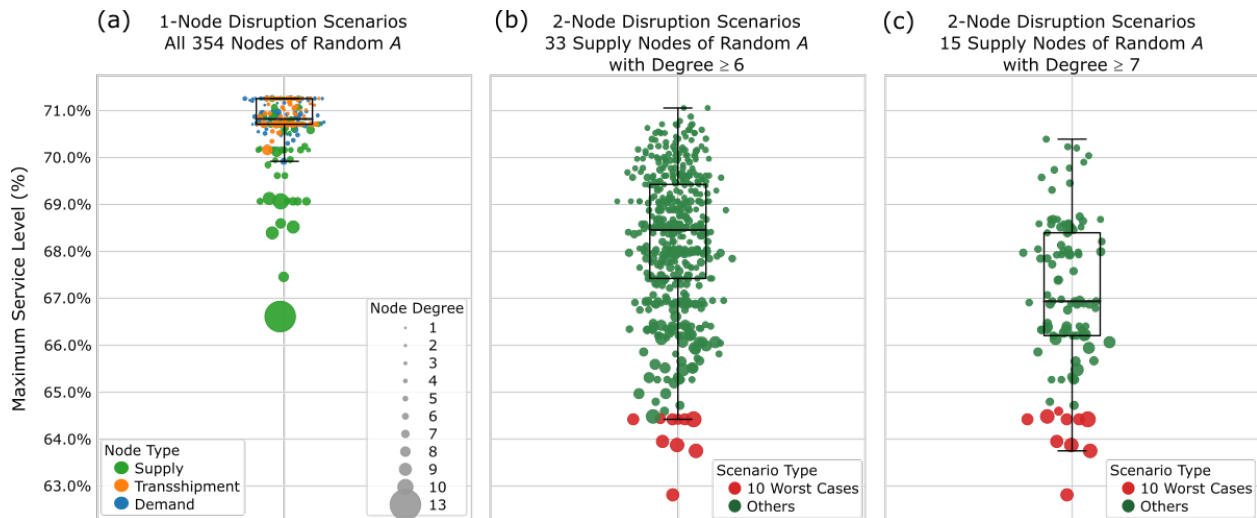 (a)
1-Node Disruption Scenarios
All 354 Nodes of Random A
(b)
2-Node Disruption Scenarios
33 Supply Nodes of Random A
with Degree ≥ 6
(c)
2-Node Disruption Scenarios
15 Supply Nodes of Random A
with Degree ≥ 7
Maximum Service Level (%)
71.0%
70.0%
69.0%
68.0%
67.0%
66.0%
65.0%
64.0%
63.0%
Node Type
Supply
Transshipment
Demand
Node Degree
1
2
3
4
5
6
7
8
9
10
13
Scenario Type
10 Worst Cases
Others
Scenario Type
10 Worst Cases
Others